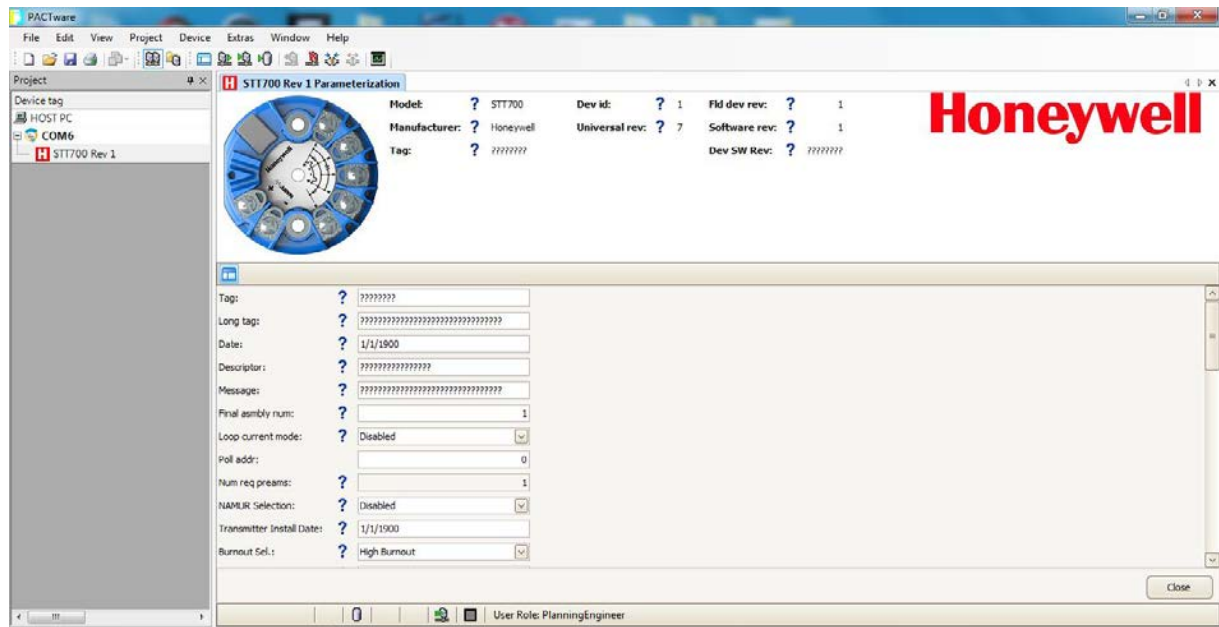 PACTware
File Edit View Project Device Extras Window Help
Project
Device tag
HOST PC
COM6
STT700 Rev 1
STT700 Rev 1 Parameterization
Model: ? STT700 Dev id: ? 1 Fld dev rev: ? 1
Manufacturer: ? Honeywell Universal rev: ? 7 Software rev: ? 1
Tag: ? ???????? Dev SW Rev: ? ????????
Honeywell
Honeywell
Tag: ? ????????
Long tag: ? ????????????????????????????????
Date: ? 1/1/1900
Descriptor: ? ????????????????
Message: ? ????????????????????????????????
Final asmbly num: ? 1
Loop current mode: ? Disabled
Poll addr: 0
Num req preams: ? 1
NAMUR Selection: ? Disabled
Transmitter Install Date: ? 1/1/1900
Burnout Sel.: ? High Burnout
Close
User Role: PlanningEngineer